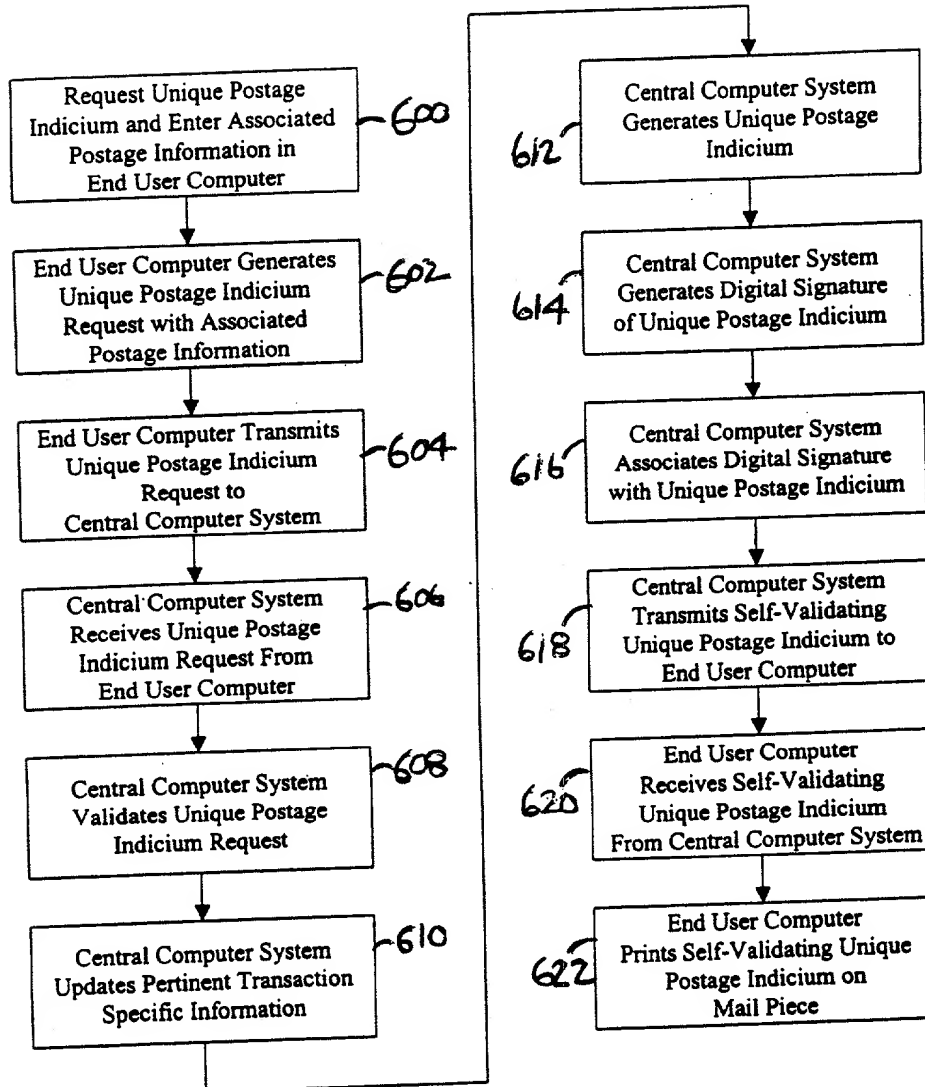 Request Unique Postage
Indicium and Enter Associated
Postage Information in
End User Computer
600
End User Computer Generates
Unique Postage Indicium
Request with Associated
Postage Information
602
End User Computer Transmits
Unique Postage Indicium
Request to
Central Computer System
604
Central Computer System
Receives Unique Postage
Indicium Request From
End User Computer
606
Central Computer System
Validates Unique Postage
Indicium Request
608
Central Computer System
Updates Pertinent Transaction
Specific Information
610
Central Computer System
Generates Unique Postage
Indicium
612
Central Computer System
Generates Digital Signature
of Unique Postage Indicium
614
Central Computer System
Associates Digital Signature
with Unique Postage Indicium
616
Central Computer System
Transmits Self-Validating
Unique Postage Indicium to
End User Computer
618
End User Computer
Receives Self-Validating
Unique Postage Indicium
From Central Computer System
620
End User Computer
Prints Self-Validating Unique
Postage Indicium on
Mail Piece
622